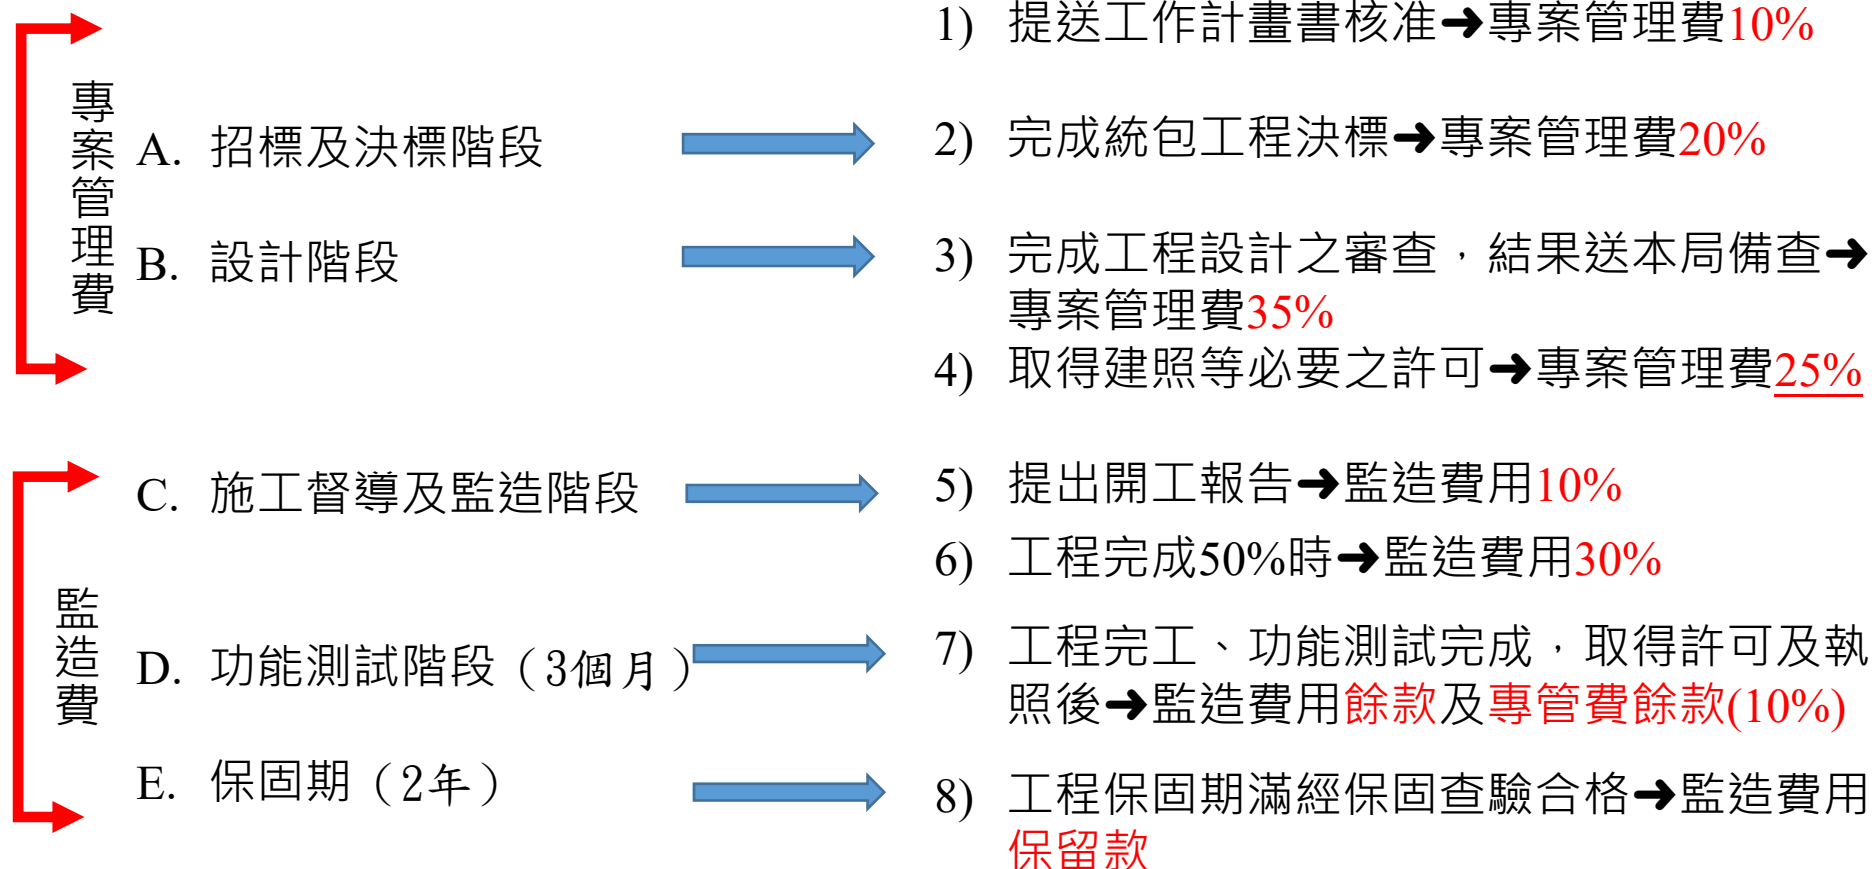 專案管理費
A. 招標及決標階段
B. 設計階段
監造費
C. 施工督導及監造階段
D. 功能測試階段（3個月）
E. 保固期（2年）
1) 提送工作計畫書核准➜專案管理費10%
2) 完成統包工程決標➜專案管理費20%
3) 完成工程設計之審查，結果送本局備查➜
專案管理費35%
4) 取得建照等必要之許可➜專案管理費25%
5) 提出開工報告➜監造費用10%
6) 工程完成50%時➜監造費用30%
7) 工程完工、功能測試完成，取得許可及執
照後➜監造費用餘款及專管費餘款(10%)
8) 工程保固期滿經保固查驗合格➜監造費用
保留款